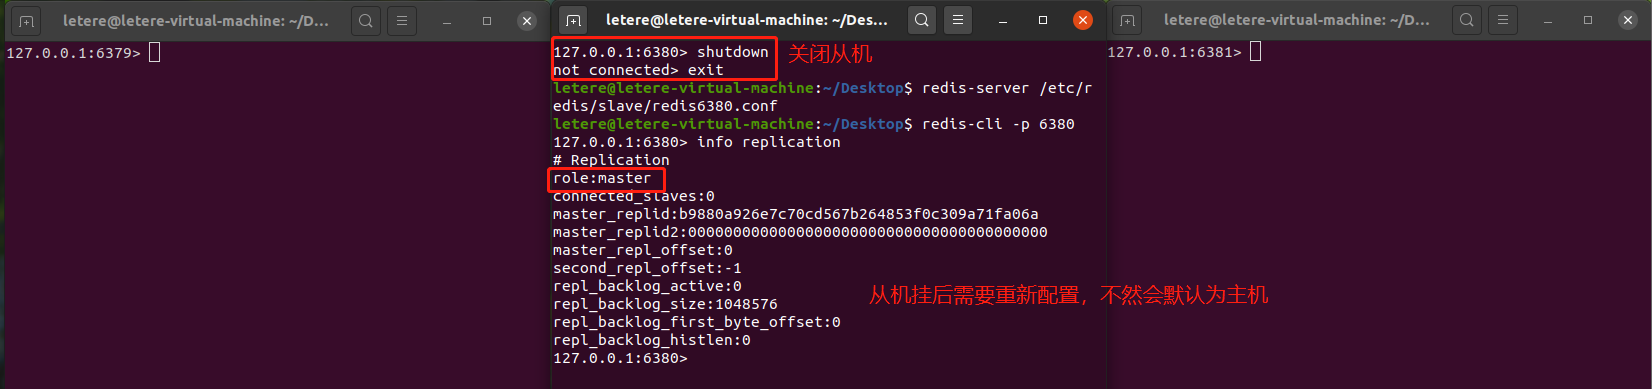 letere@letere-virtual-machine: ~/D...
127.0.0.1:6379>
letere@letere-virtual-machine: ~/Des...
127.0.0.1:6380> shutdown
关闭从机
not connected> exit
letere@letere-virtual-machine:~/Desktop$ redis-server /etc/r
edis/slave/redis6380.conf
letere@letere-virtual-machine:~/Desktop$ redis-cli -p 6380
127.0.0.1:6380> info replication
# Replication
role:master
connected_slaves:0
master_replid:b9880a926e7c70cd567b264853f0c309a71fa06a
master_replid2:0000000000000000000000000000000000000000
master_repl_offset:0
second_repl_offset:-1
repl_backlog_active:0
repl_backlog_size:1048576
repl_backlog_first_byte_offset:0
repl_backlog_histlen:0
127.0.0.1:6380>
从机挂后需要重新配置，不然会默认为主机
letere@letere-virtual-machine: ~/D...
127.0.0.1:6381>